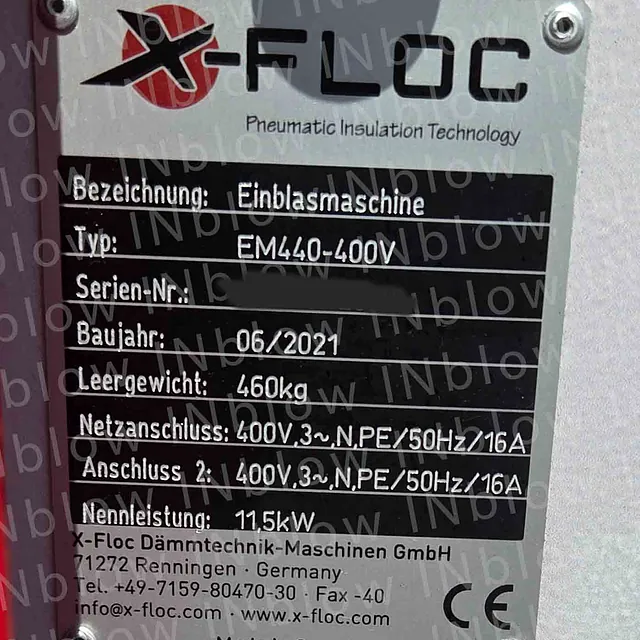 X-FLOC
Pneumatic Insulation Technology
Bezeichnung: Einblasmaschine
Typ: EM440-400V
Serien-Nr.:
Baujahr: 06/2021
Leergewicht: 460kg
Netzanschluss: 400V,3~,N,PE/50Hz/16A
Anschluss 2: 400V,3~,N,PE/50Hz/16A
Nennleistung: 11,5kW
X-Floc Dämmtechnik-Maschinen GmbH
71272 Renningen · Germany
Tel. +49-7159-80470-30 · Fax -40
info@x-floc.com · www.x-floc.com
CE
INblow